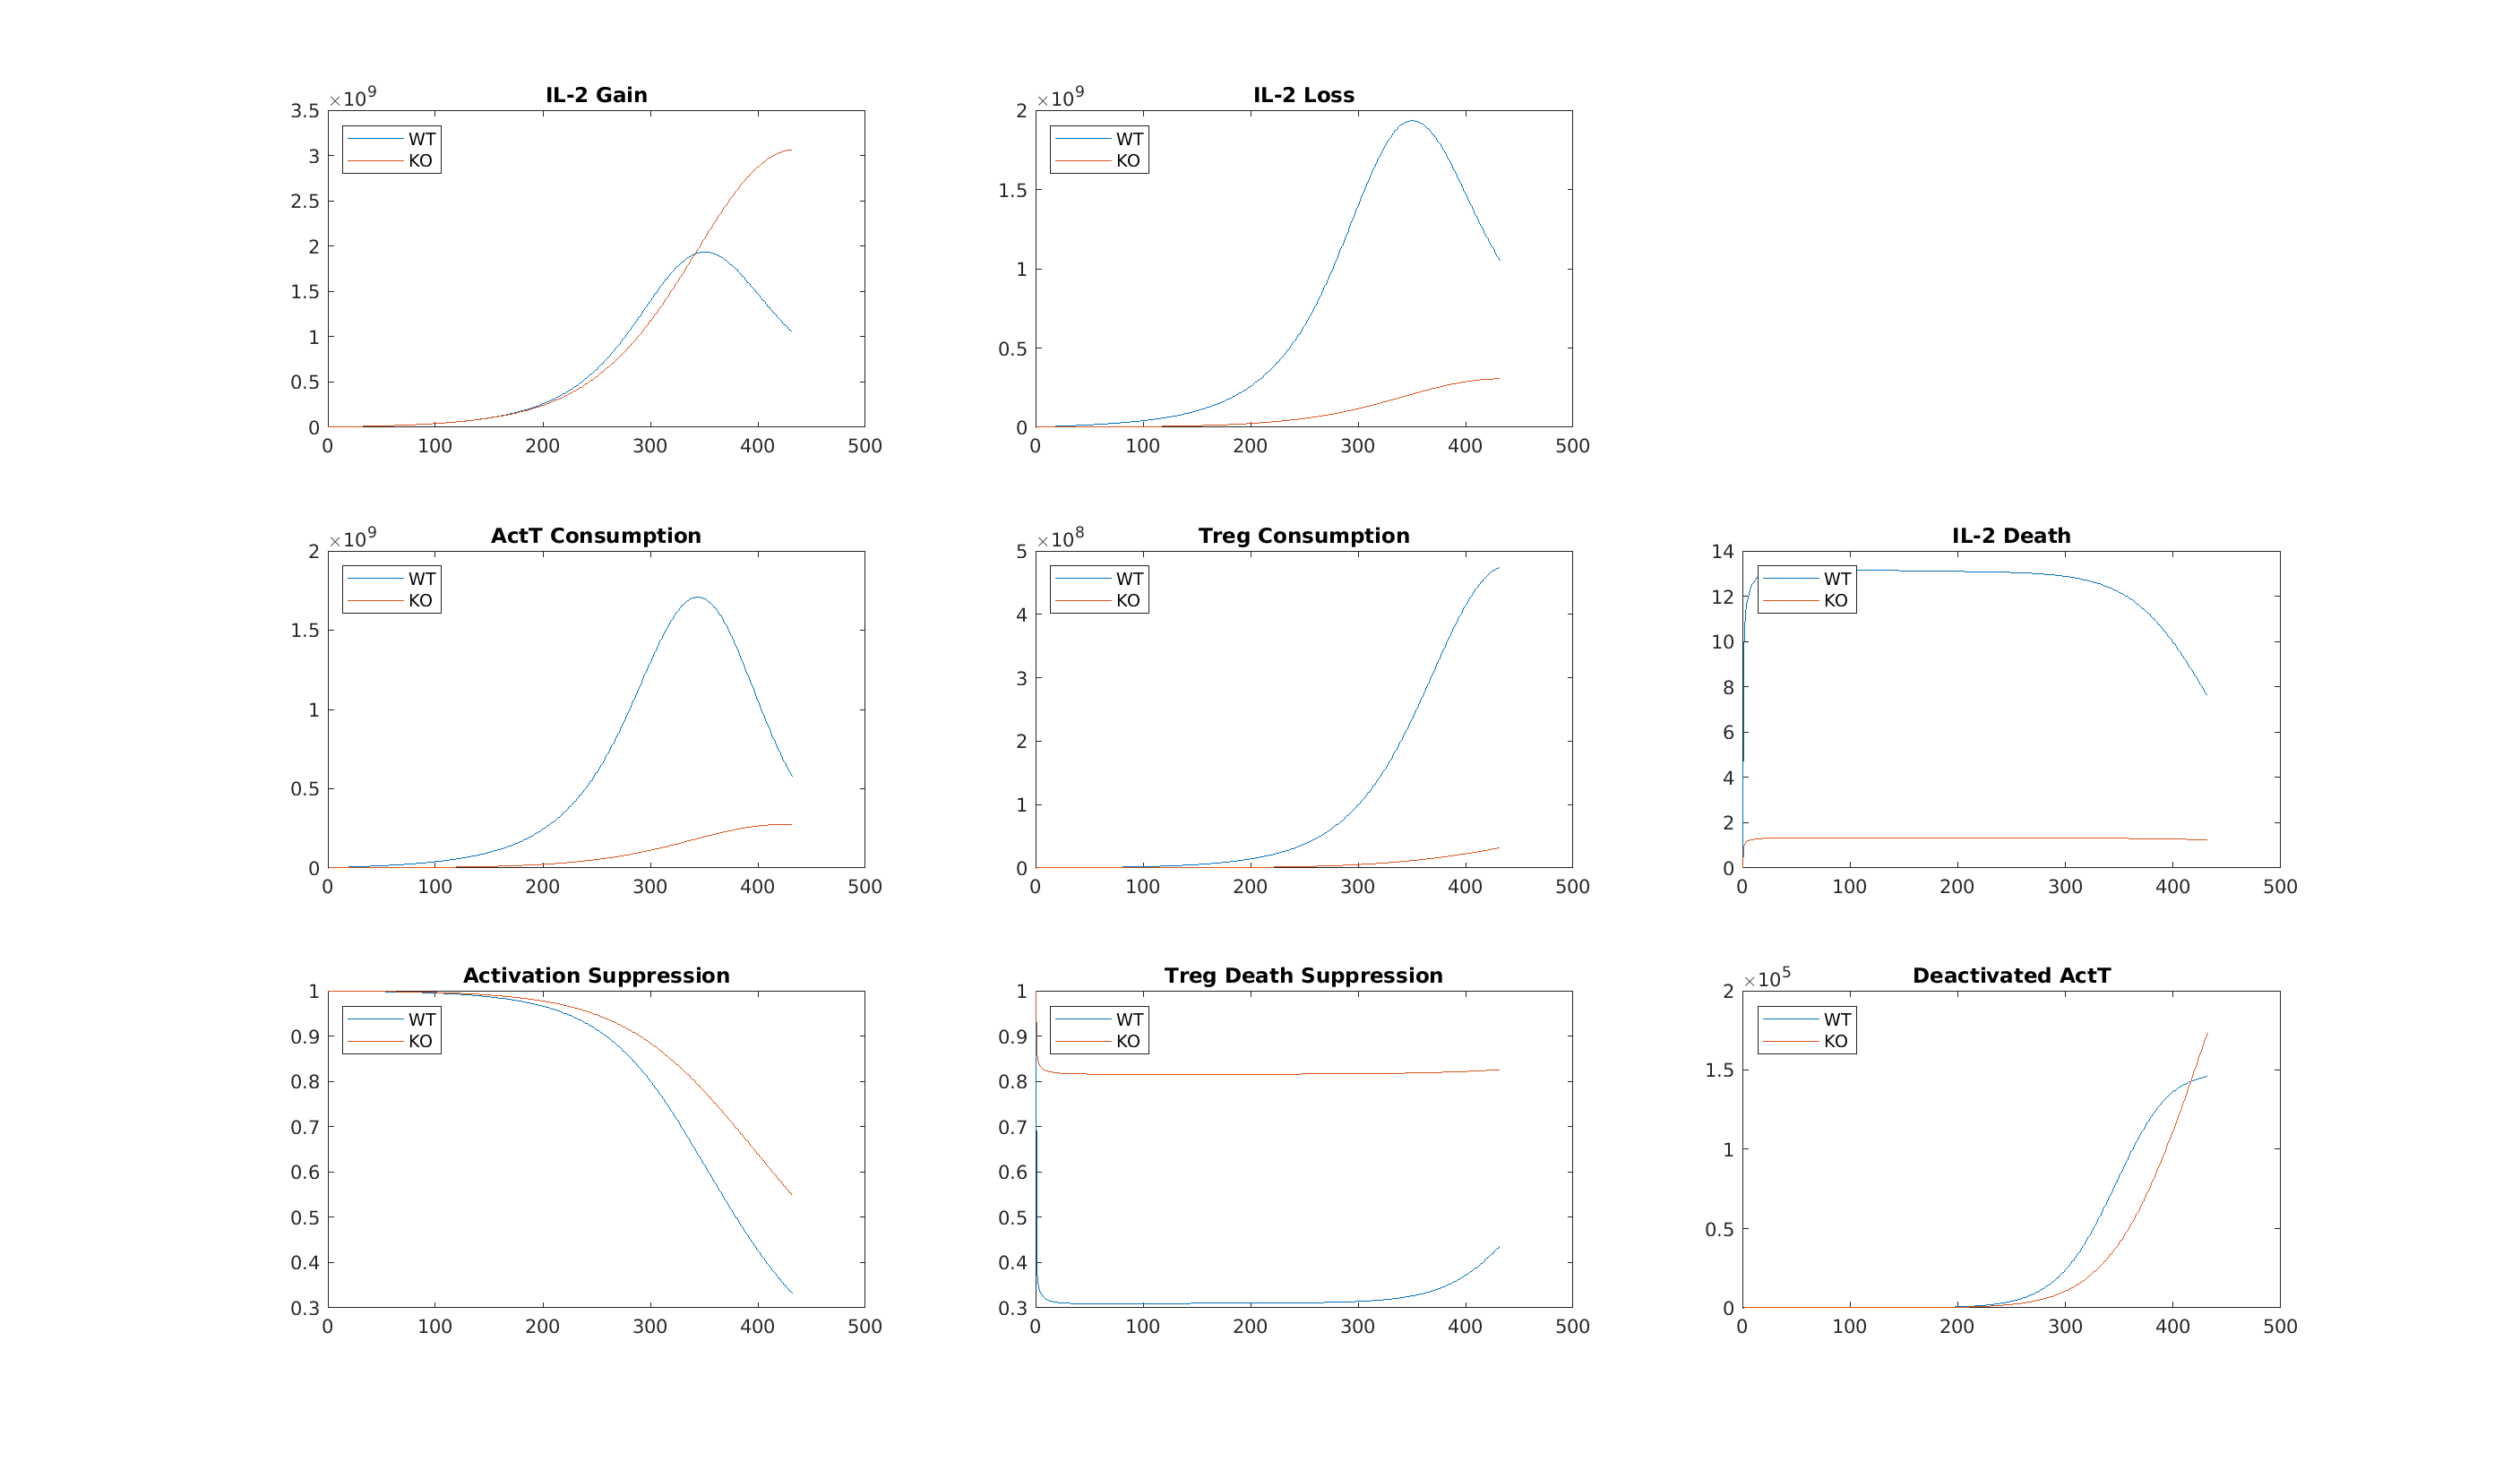 IL-2 Gain
×10^9
3.5
3
2.5
2
1.5
1
0.5
0
0 100 200 300 400 500
WT
KO
IL-2 Loss
×10^9
2
1.5
1
0.5
0
0 100 200 300 400 500
WT
KO
ActT Consumption
×10^9
2
1.5
1
0.5
0
0 100 200 300 400 500
WT
KO
Treg Consumption
×10^8
5
4
3
2
1
0
0 100 200 300 400 500
WT
KO
IL-2 Death
14
12
10
8
6
4
2
0
0 100 200 300 400 500
WT
KO
Activation Suppression
1
0.9
0.8
0.7
0.6
0.5
0.4
0.3
0 100 200 300 400 500
WT
KO
Treg Death Suppression
1
0.9
0.8
0.7
0.6
0.5
0.4
0.3
0 100 200 300 400 500
WT
KO
Deactivated ActT
×10^5
2
1.5
1
0.5
0
0 100 200 300 400 500
WT
KO